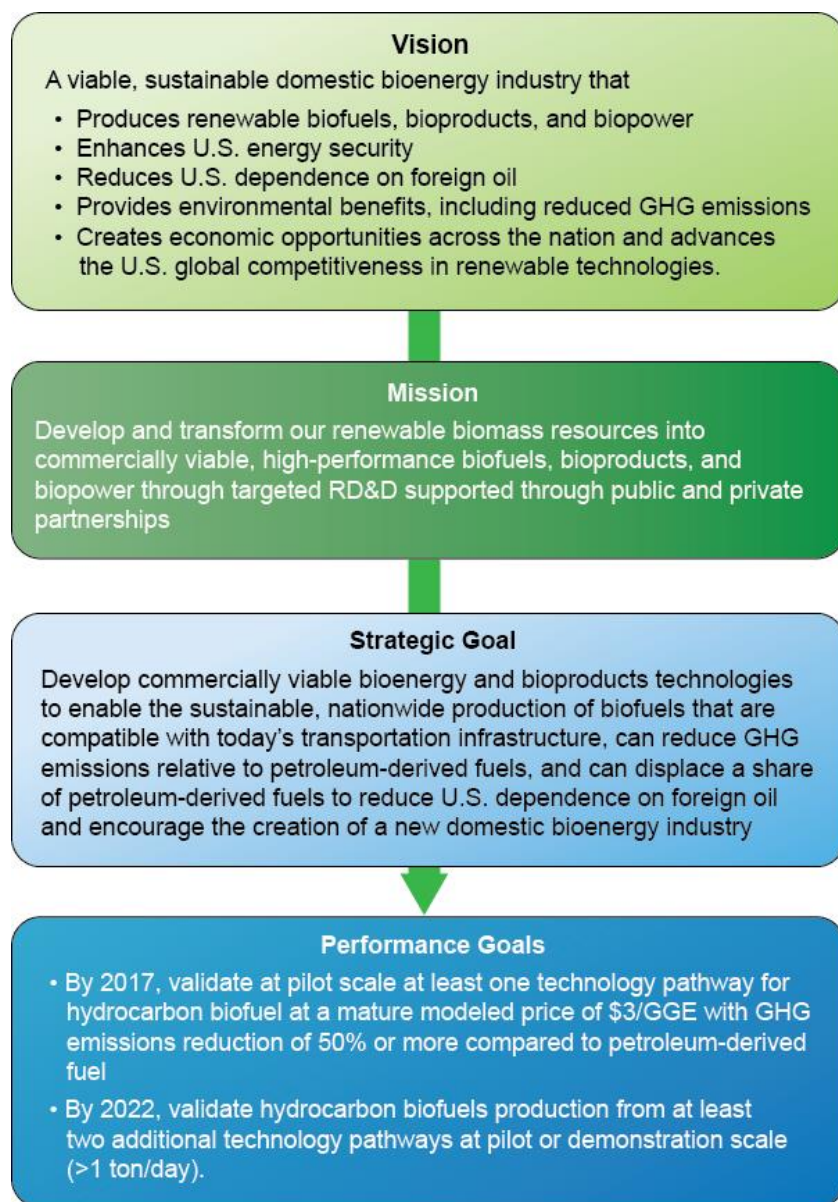 Vision
A viable, sustainable domestic bioenergy industry that
• Produces renewable biofuels, bioproducts, and biopower
• Enhances U.S. energy security
• Reduces U.S. dependence on foreign oil
• Provides environmental benefits, including reduced GHG emissions
• Creates economic opportunities across the nation and advances
the U.S. global competitiveness in renewable technologies.
Mission
Develop and transform our renewable biomass resources into
commercially viable, high-performance biofuels, bioproducts, and
biopower through targeted RD&D supported through public and private
partnerships
Strategic Goal
Develop commercially viable bioenergy and bioproducts technologies
to enable the sustainable, nationwide production of biofuels that are
compatible with today’s transportation infrastructure, can reduce GHG
emissions relative to petroleum-derived fuels, and can displace a share
of petroleum-derived fuels to reduce U.S. dependence on foreign oil
and encourage the creation of a new domestic bioenergy industry
Performance Goals
• By 2017, validate at pilot scale at least one technology pathway for
hydrocarbon biofuel at a mature modeled price of $3/GGE with GHG
emissions reduction of 50% or more compared to petroleum-derived
fuel
• By 2022, validate hydrocarbon biofuels production from at least
two additional technology pathways at pilot or demonstration scale
(>1 ton/day).